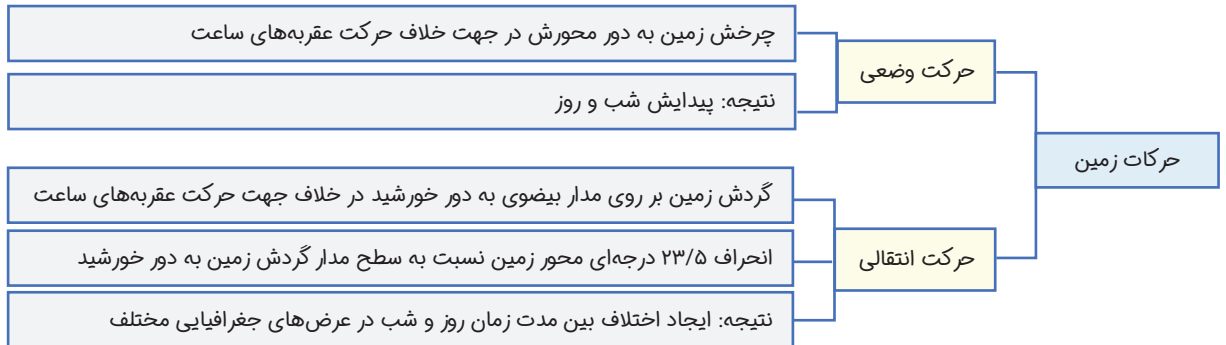 حرکات زمین
حرکت وضعی
چرخش زمین به دور محورش در جهت خلاف حرکت عقربه‌های ساعت
نتیجه: پیدایش شب و روز
حرکت انتقالی
گردش زمین بر روی مدار بیضوی به دور خورشید در خلاف جهت حرکت عقربه‌های ساعت
انحراف ۲۳/۵ درجه‌ای محور زمین نسبت به سطح مدار گردش زمین به دور خورشید
نتیجه: ایجاد اختلاف بین مدت زمان روز و شب در عرض‌های جغرافیایی مختلف